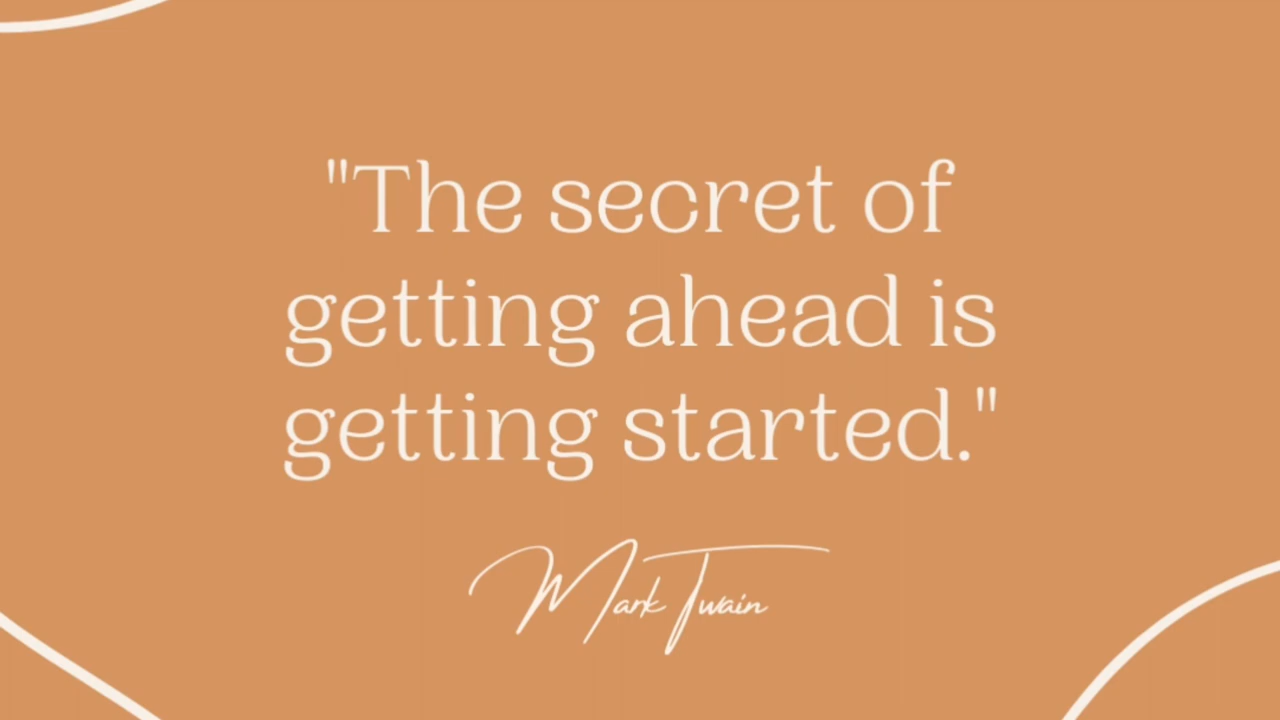 "The secret of
getting ahead is
getting started."
Mark Twain